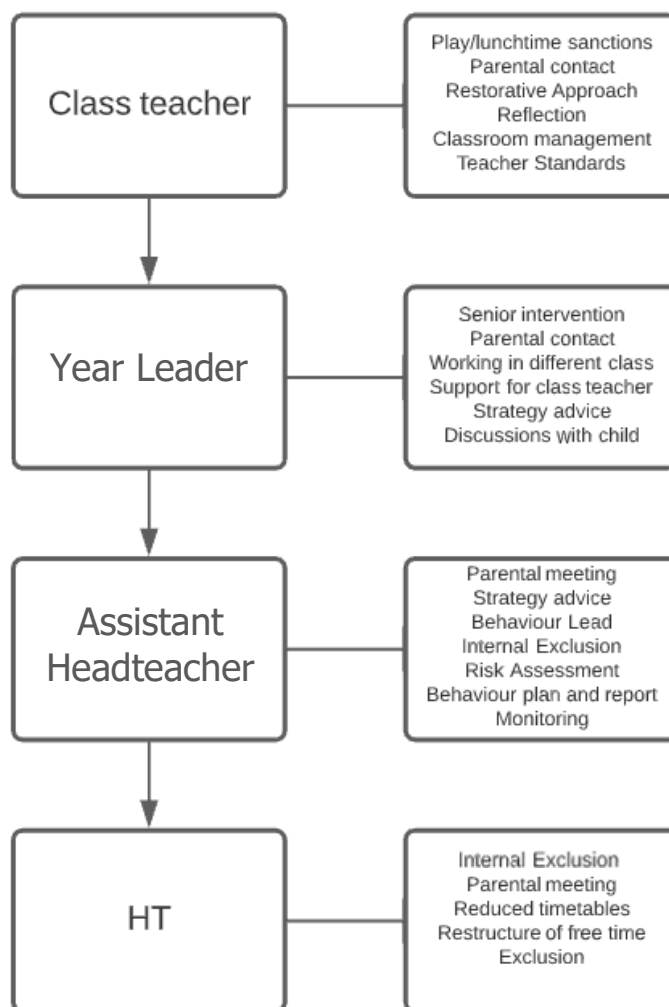 Class teacher
Play/lunchtime sanctions
Parental contact
Restorative Approach
Reflection
Classroom management
Teacher Standards
Year Leader
Senior intervention
Parental contact
Working in different class
Support for class teacher
Strategy advice
Discussions with child
Assistant
Headteacher
Parental meeting
Strategy advice
Behaviour Lead
Internal Exclusion
Risk Assessment
Behaviour plan and report
Monitoring
HT
Internal Exclusion
Parental meeting
Reduced timetables
Restructure of free time
Exclusion